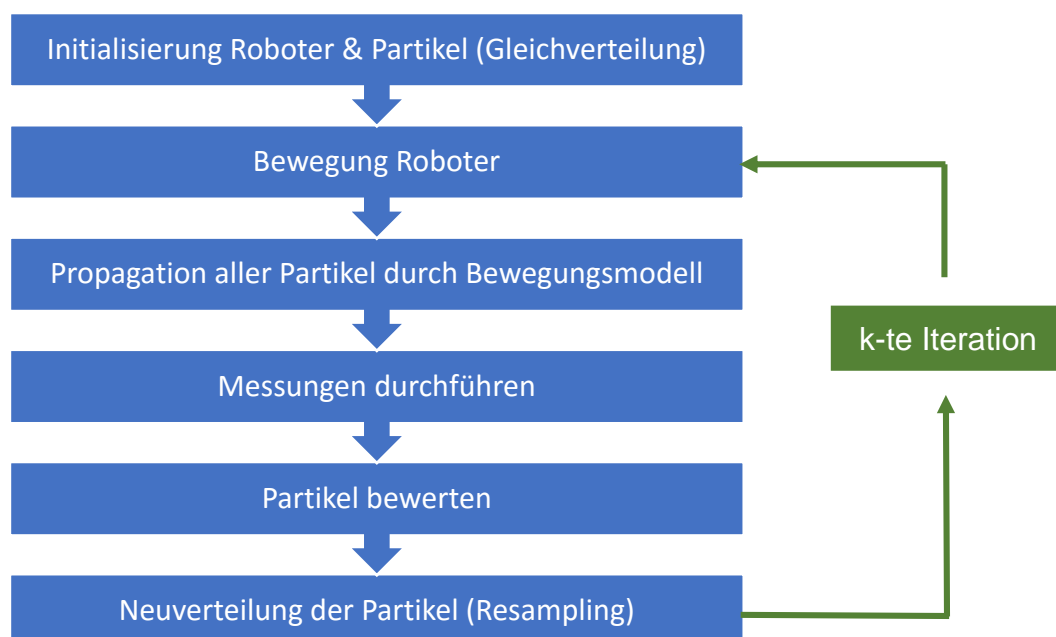 Initialisierung Roboter & Partikel (Gleichverteilung)
Bewegung Roboter
Propagation aller Partikel durch Bewegungsmodell
Messungen durchführen
Partikel bewerten
Neuverteilung der Partikel (Resampling)
k-te Iteration